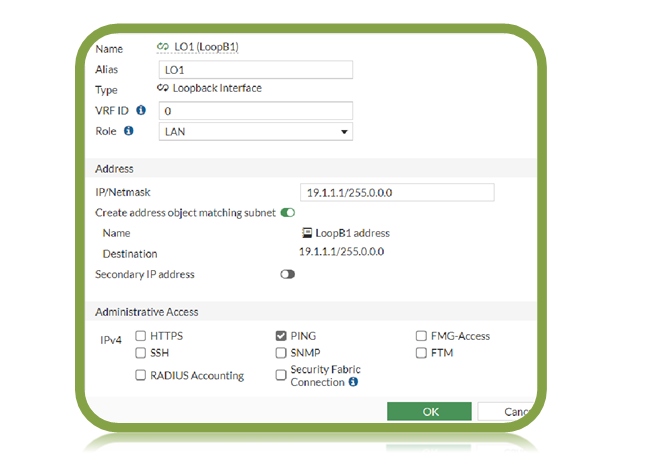 Name LO1 (LoopB1)
Alias LO1
Type Loopback Interface
VRF ID 0
Role LAN
Address
IP/Netmask 19.1.1.1/255.0.0.0
Create address object matching subnet
Name LoopB1 address
Destination 19.1.1.1/255.0.0.0
Secondary IP address
Administrative Access
IPv4 HTTPS PING FMG-Access
SSH SNMP FTM
RADIUS Accounting Security Fabric
Connection
OK Canc